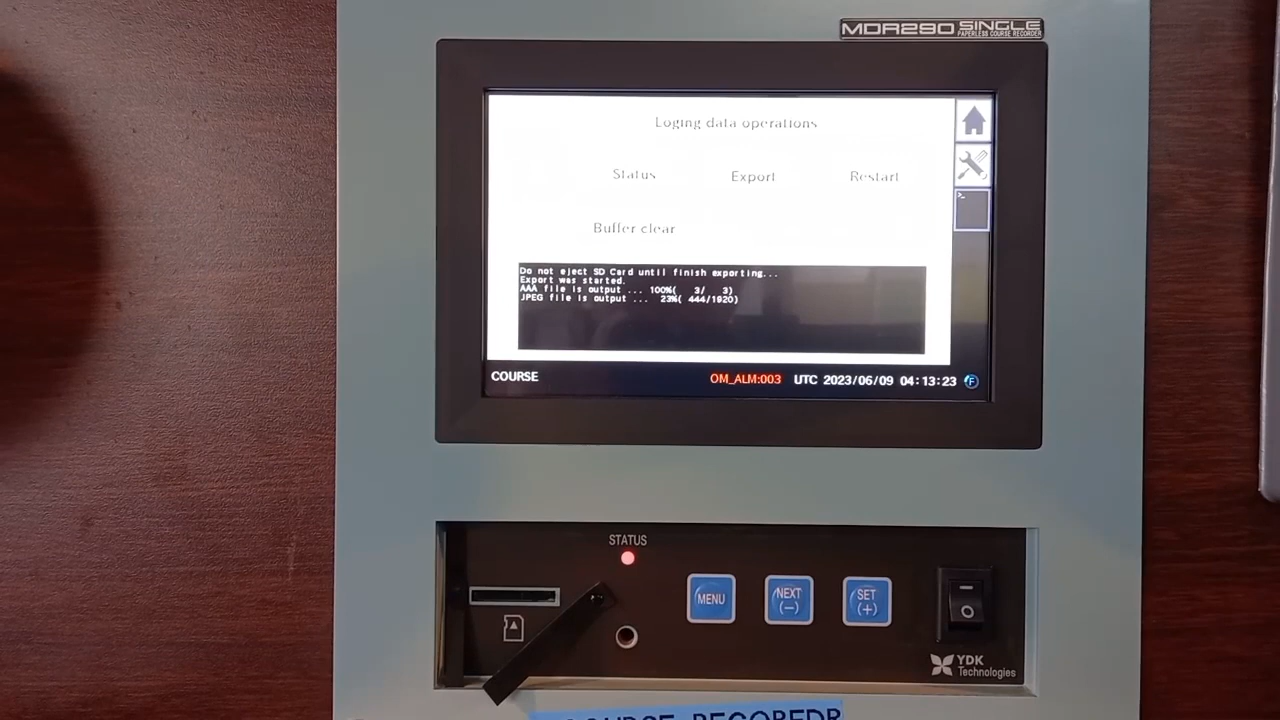 MDR290 SINGLE
PAPERLESS COURSE RECORDER
Loging data operations
Status Export Restart
Buffer clear
>_
Do not eject SD Card until finish exporting...
Export was started.
AAA file is output ... 100%( 3/ 3)
JPEG file is output ... 23%( 444/1920)
COURSE OM_ALM:003 UTC 2023/06/09 04:13:23 F
STATUS
MENU NEXT (-) SET (+)
YDK
Technologies
COURSE RECOREDR